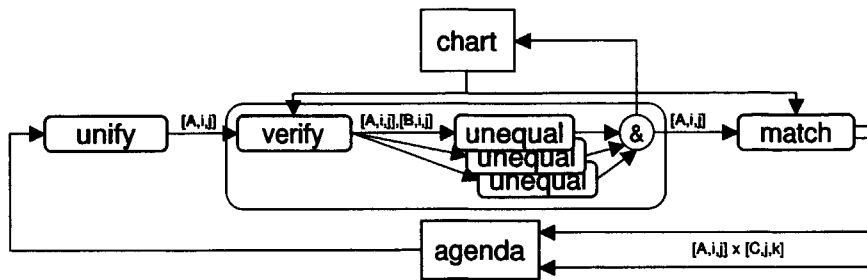 chart
[A,i,j]
[A,i,j],[B,i,j]
[A,i,j]
unify
verify
unequal
&
match
unequal
unequal
agenda
[A,i,j] x [C,j,k]